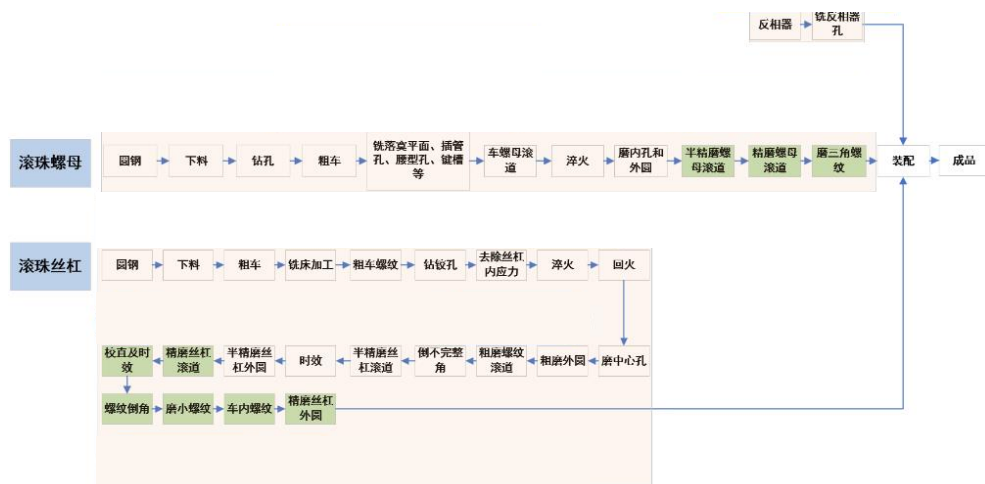 反相器
铣反相器
孔
滚珠螺母
圆钢
下料
钻孔
粗车
铣落寞平面、插管
孔、腰型孔、键槽
等
车螺母滚
道
淬火
磨内孔和
外园
半精磨螺
母滚道
精磨螺母
滚道
磨三角螺
纹
装配
成品
滚珠丝杠
圆钢
下料
粗车
铣床加工
粗车螺纹
钻铰孔
去除丝杠
内应力
淬火
回火
校直及时
效
精磨丝杠
滚道
半精磨丝
杠外园
时效
半精磨丝
杠滚道
倒不完整
角
粗磨螺纹
滚道
粗磨外园
磨中心孔
螺纹倒角
磨小螺纹
车内螺纹
精磨丝杠
外园